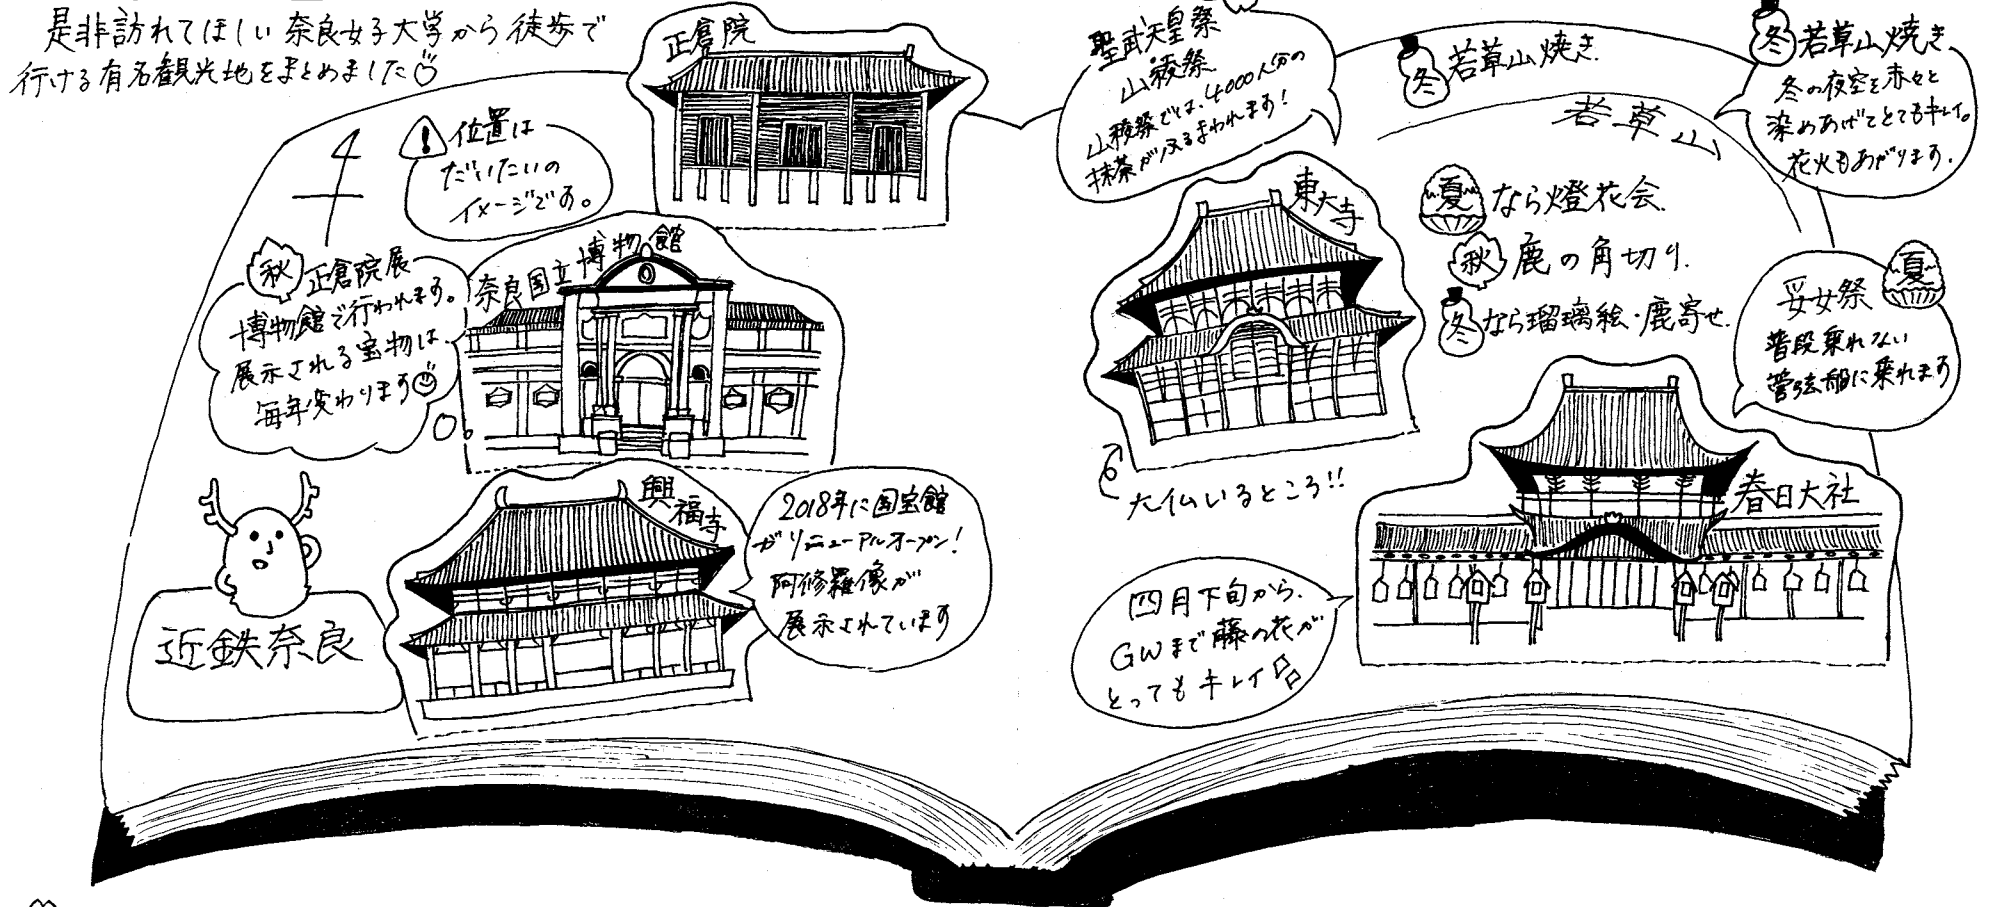 是非訪れてほしい奈良女子大学から徒歩で
行ける有名観光地をまとめました
正倉院
!
位置は
だいたいの
イメージです。
秋
正倉院展
博物館で行われます。
展示される宝物は
毎年変わります
奈良国立博物館
興福寺
2018年に国宝館
がリニューアルオープン!
阿修羅像が
展示されています
近鉄奈良
聖武天皇祭
山稜祭
山稜祭では、4000人分の
抹茶がふるまわれます!
東大寺
大仏いるところ!!
冬
若草山焼き
若草山
冬
若草山焼き
冬の夜空を赤々と
染めあげてとてもキレイ。
花火もあがります。
夏
なら燈花会
秋
鹿の角切り
冬
なら瑠璃絵・鹿寄せ
夏
妥女祭
普段乗れない
管弦船に乗れます
春日大社
四月下旬から、
GWまで藤の花が
とってもキレイ